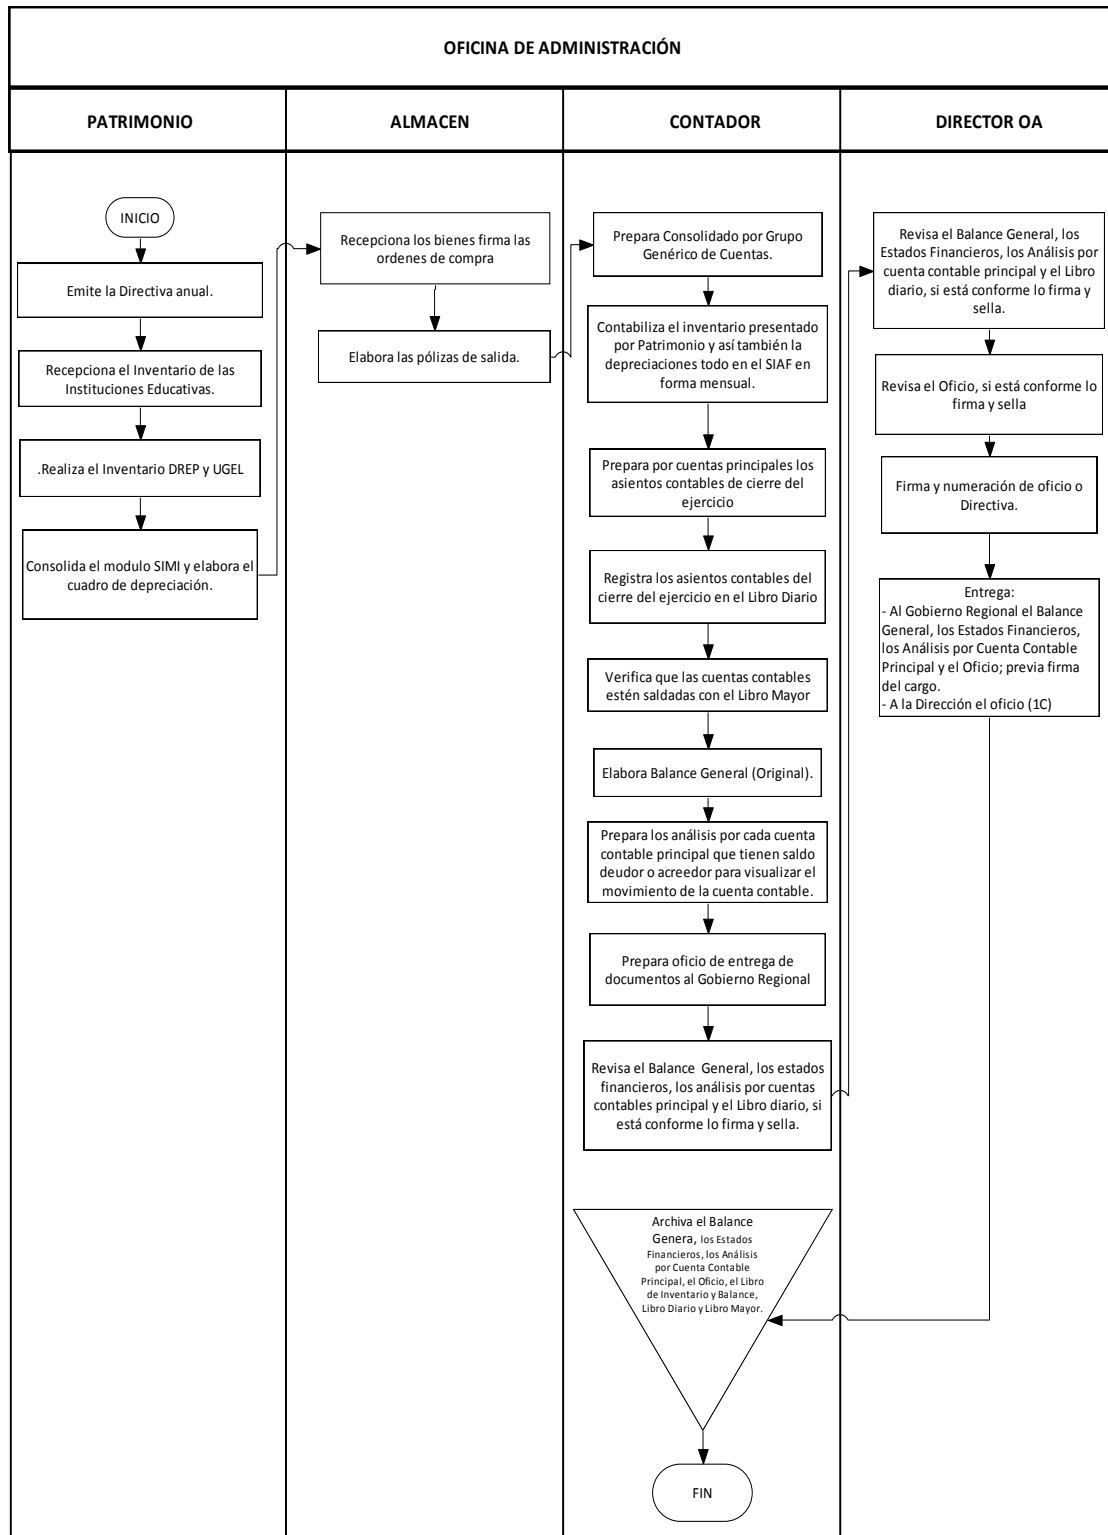 OFICINA DE ADMINISTRACIÓN
PATRIMONIO
ALMACEN
CONTADOR
DIRECTOR OA
INICIO
Emite la Directiva anual.
Recepciona el Inventario de las
Instituciones Educativas.
.Realiza el Inventario DREP y UGEL
Consolida el modulo SIMI y elabora el
cuadro de depreciación.
Recepciona los bienes firma las
ordenes de compra
Elabora las pólizas de salida.
Prepara Consolidado por Grupo
Genérico de Cuentas.
Contabiliza el inventario presentado
por Patrimonio y así también la
depreciaciones todo en el SIAF en
forma mensual.
Prepara por cuentas principales los
asientos contables de cierre del
ejercicio
Registra los asientos contables del
cierre del ejercicio en el Libro Diario
Verifica que las cuentas contables
estén saldadas con el Libro Mayor
Elabora Balance General (Original).
Prepara los análisis por cada cuenta
contable principal que tienen saldo
deudor o acreedor para visualizar el
movimiento de la cuenta contable.
Prepara oficio de entrega de
documentos al Gobierno Regional
Revisa el Balance General, los estados
financieros, los análisis por cuentas
contables principal y el Libro diario, si
está conforme lo firma y sella.
Revisa el Balance General, los
Estados Financieros, los Análisis por
cuenta contable principal y el Libro
diario, si está conforme lo firma y
sella.
Revisa el Oficio, si está conforme lo
firma y sella
Firma y numeración de oficio o
Directiva.
Entrega:
- Al Gobierno Regional el Balance
General, los Estados Financieros,
los Análisis por Cuenta Contable
Principal y el Oficio; previa firma
del cargo.
- A la Dirección el oficio (1C)
Archiva el Balance
Genera, los Estados
Financieros, los Análisis
por Cuenta Contable
Principal, el Oficio, el Libro
de Inventario y Balance,
Libro Diario y Libro Mayor.
FIN